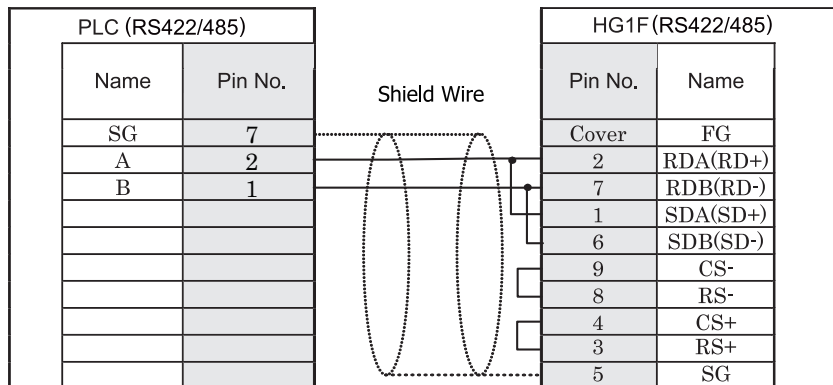 PLC (RS422/485) HG1F(RS422/485)
Name Pin No. Shield Wire Pin No. Name
SG 7 Cover FG
A 2 2 RDA(RD+)
B 1 7 RDB(RD-)
1 SDA(SD+)
6 SDB(SD-)
9 CS-
8 RS-
4 CS+
3 RS+
5 SG